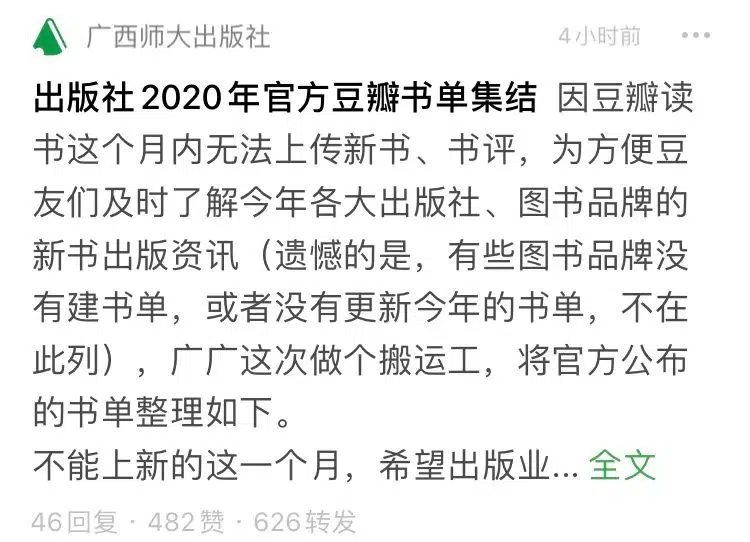 广西师大出版社
4小时前
出版社2020年官方豆瓣书单集结 因豆瓣读
书这个月内无法上传新书、书评，为方便豆
友们及时了解今年各大出版社、图书品牌的
新书出版资讯（遗憾的是，有些图书品牌没
有建书单，或者没有更新今年的书单，不在
此列），广广这次做个搬运工，将官方公布
的书单整理如下。
不能上新的这一个月，希望出版业... 全文
46回复 · 482赞 · 626转发